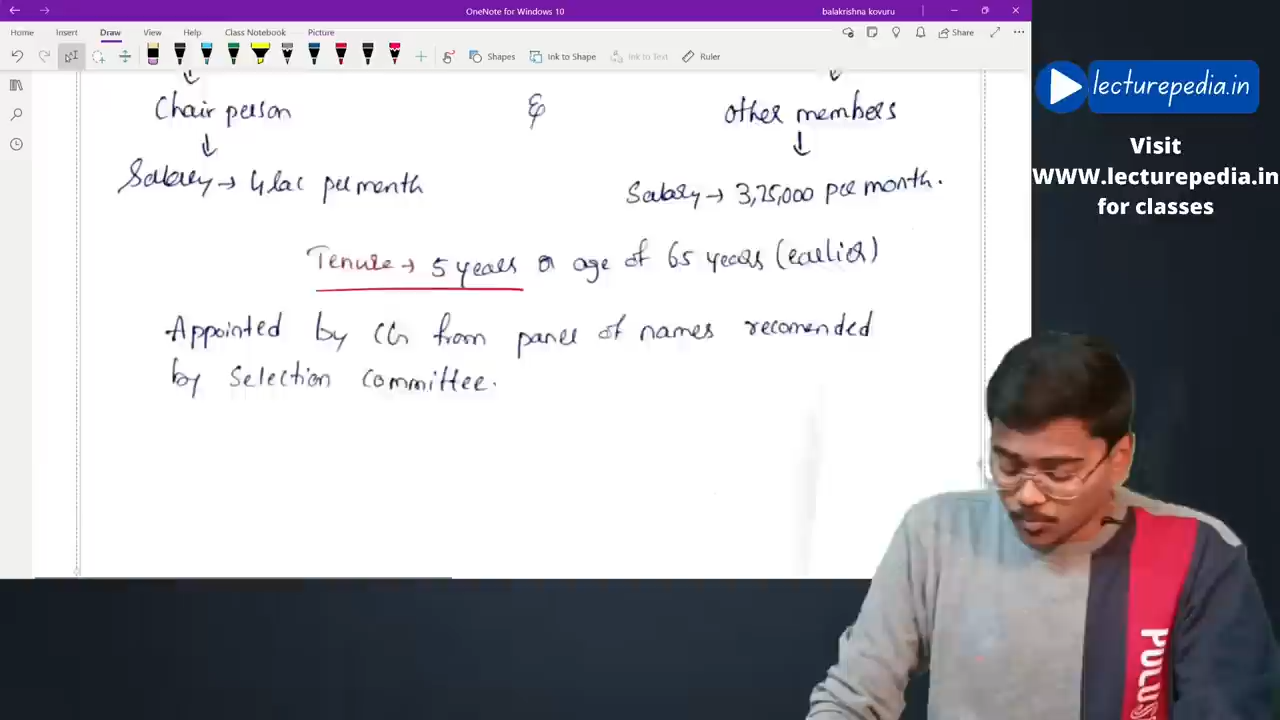 OneNote for Windows 10
balakrishna kovuru
Home Insert Draw View Help Class Notebook Picture
Share
Shapes Ink to Shape Ink to Text Ruler
Chair person & other members
Salary → 4 lac per month
Salary → 3,75,000 per month.
Tenure → 5 years or age of 65 years (earlier)
Appointed by CG from panel of names recomended
by Selection Committee.
lecturepedia.in
Visit
WWW.lecturepedia.in
for classes
PULUS